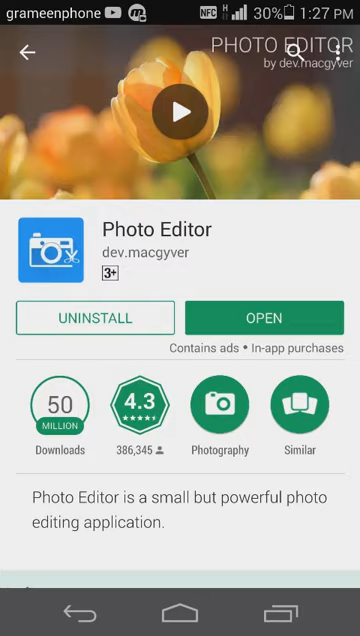 grameenphone
NFC H 30% 1:27 PM
PHOTO EDITOR
by dev.macgyver
Photo Editor
dev.macgyver
3+
UNINSTALL
OPEN
Contains ads • In-app purchases
50
MILLION
Downloads
4.3
386,345
Photography
Similar
Photo Editor is a small but powerful photo
editing application.